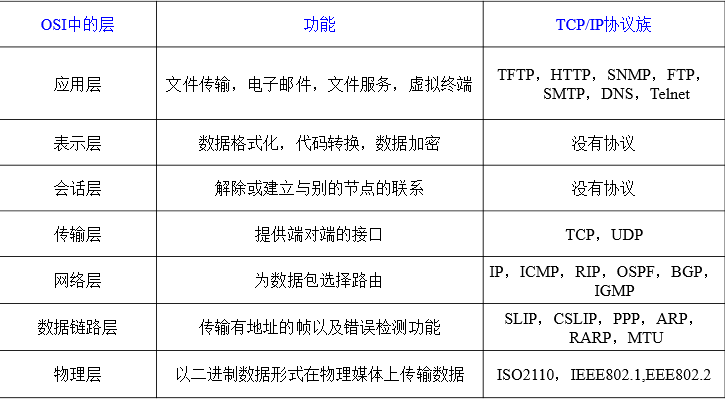 OSI中的层 功能 TCP/IP协议族
应用层 文件传输，电子邮件，文件服务，虚拟终端 TFTP，HTTP，SNMP，FTP，
SMTP，DNS，Telnet
表示层 数据格式化，代码转换，数据加密 没有协议
会话层 解除或建立与别的节点的联系 没有协议
传输层 提供端对端的接口 TCP，UDP
网络层 为数据包选择路由 IP，ICMP，RIP，OSPF，BGP，
IGMP
数据链路层 传输有地址的帧以及错误检测功能 SLIP，CSLIP，PPP，ARP，
RARP，MTU
物理层 以二进制数据形式在物理媒体上传输数据 ISO2110，IEEE802.1,EEE802.2